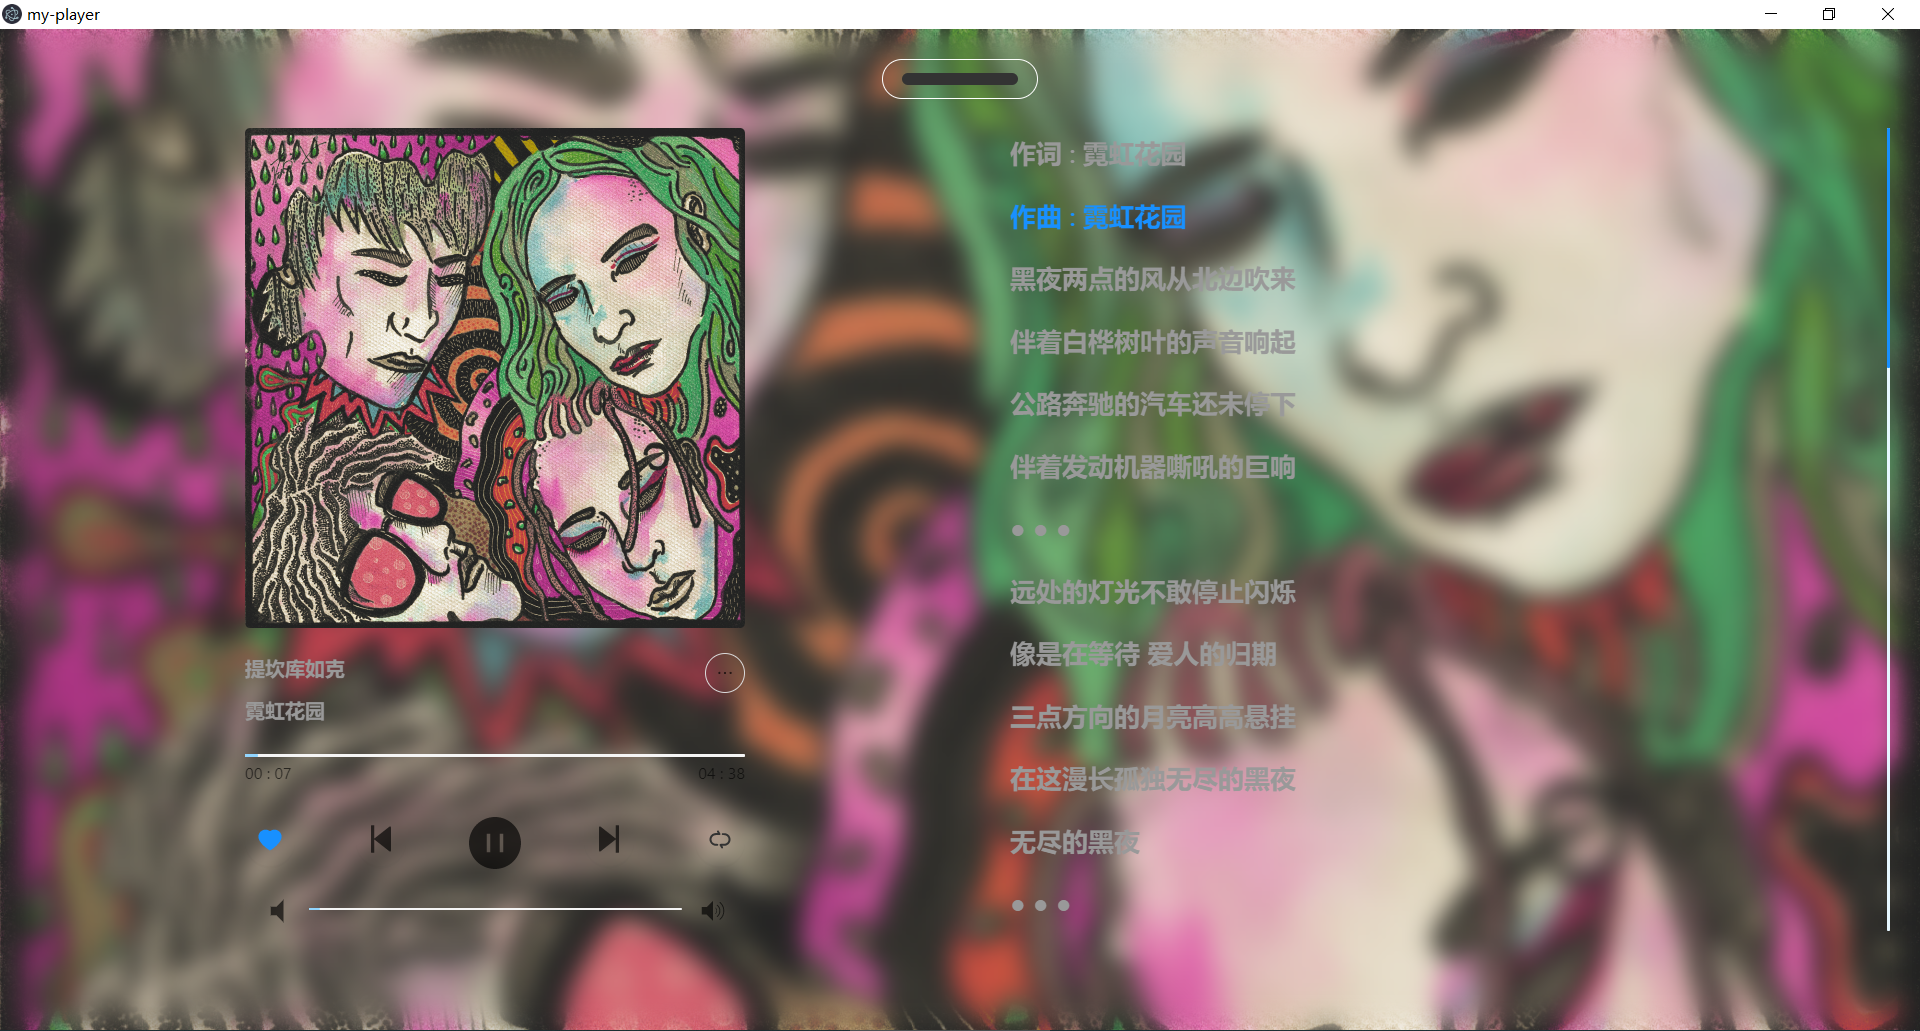 my-player
作词 : 霓虹花园
作曲 : 霓虹花园
黑夜两点的风从北边吹来
伴着白桦树叶的声音响起
公路奔驰的汽车还未停下
伴着发动机器嘶吼的巨响
● ● ●
远处的灯光不敢停止闪烁
像是在等待 爱人的归期
三点方向的月亮高高悬挂
在这漫长孤独无尽的黑夜
无尽的黑夜
● ● ●
提坎库如克
霓虹花园
00 : 07
04 : 38